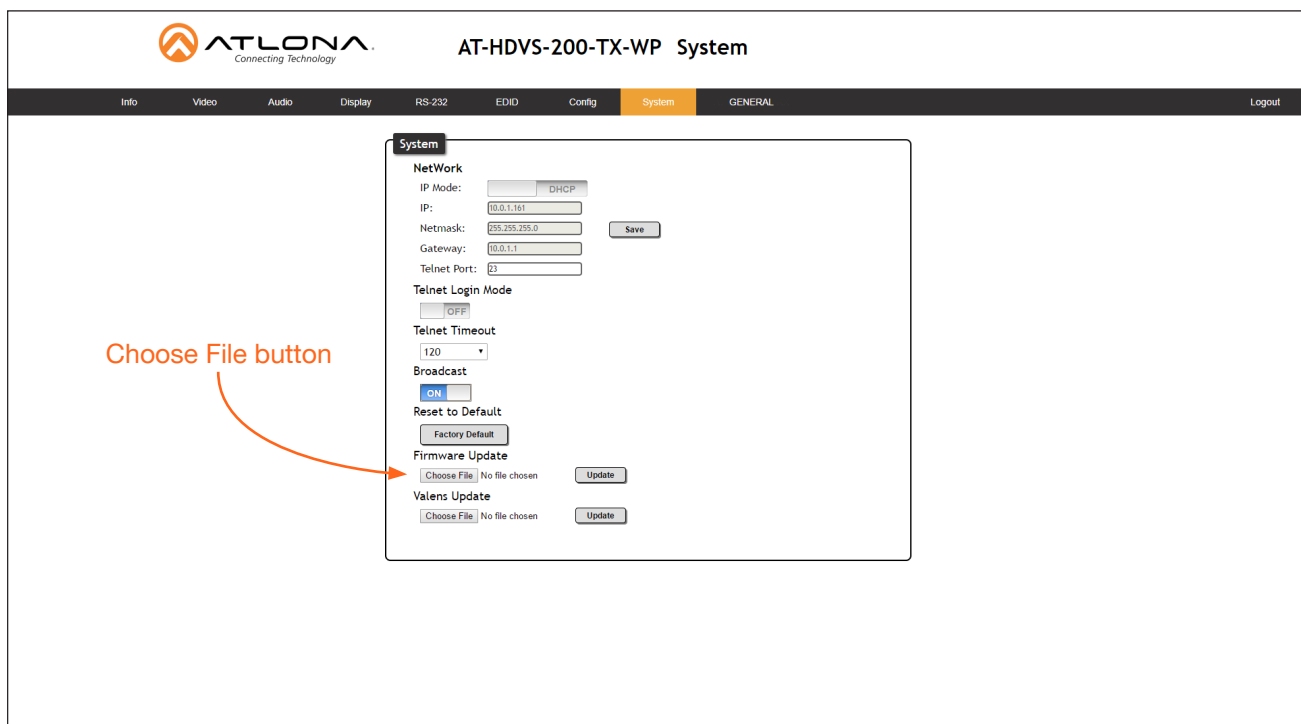 ATLONA.
Connecting Technology
AT-HDVS-200-TX-WP System
Info Video Audio Display RS-232 EDID Config System GENERAL Logout
System
NetWork
IP Mode: DHCP
IP: 10.0.1.161
Netmask: 255.255.255.0 Save
Gateway: 10.0.1.1
Telnet Port: 23
Telnet Login Mode
OFF
Telnet Timeout
120
Broadcast
ON
Reset to Default
Factory Default
Firmware Update
Choose File No file chosen Update
Valens Update
Choose File No file chosen Update
Choose File button